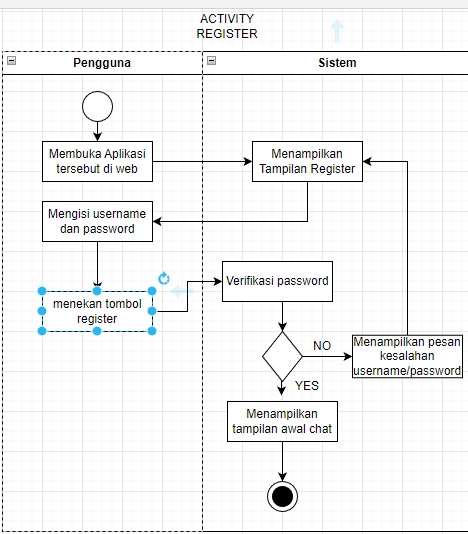 ACTIVITY
REGISTER
Pengguna
Sistem
Membuka Aplikasi
tersebut di web
Menampilkan
Tampilan Register
Mengisi username
dan password
menekan tombol
register
Verifikasi password
NO
Menampilkan pesan
kesalahan
username/password
YES
Menampilkan
tampilan awal chat